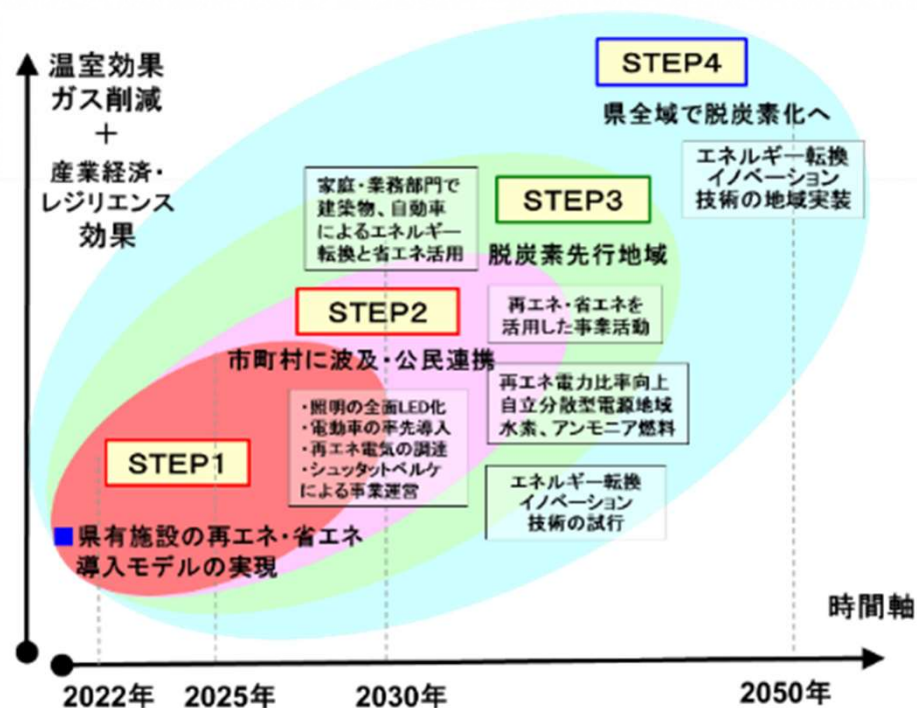 温室効果
ガス削減
＋
産業経済・
レジリエンス
効果
STEP4
県全域で脱炭素化へ
エネルギー転換
イノベーション
技術の地域実装
家庭・業務部門で
建築物、自動車
によるエネルギー
転換と省エネ活用
STEP3
脱炭素先行地域
再エネ・省エネを
活用した事業活動
再エネ電力比率向上
自立分散型電源地域
水素、アンモニア燃料
エネルギー転換
イノベーション
技術の試行
STEP2
市町村に波及・公民連携
・照明の全面LED化
・電動車の率先導入
・再エネ電気の調達
・シュタットベルケ
による事業運営
STEP1
■県有施設の再エネ・省エネ
導入モデルの実現
時間軸
2022年
2025年
2030年
2050年